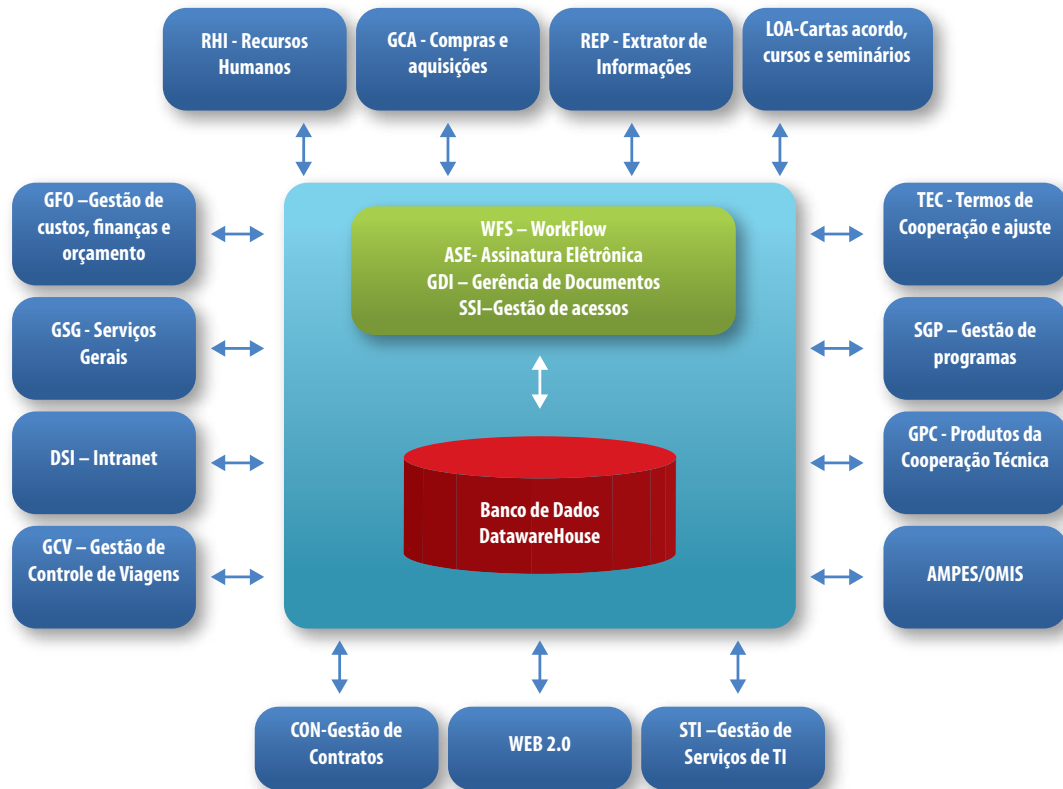 RHI - Recursos
Humanos
GCA - Compras e
aquisições
REP - Extrator de
Informações
LOA-Cartas acordo,
cursos e seminários
GFO –Gestão de
custos, finanças e
orçamento
WFS – WorkFlow
ASE- Assinatura Elêtrônica
GDI – Gerência de Documentos
SSI–Gestão de acessos
TEC - Termos de
Cooperação e ajuste
GSG - Serviços
Gerais
SGP – Gestão de
programas
DSI – Intranet
GPC - Produtos da
Cooperação Técnica
Banco de Dados
DatawareHouse
GCV – Gestão de
Controle de Viagens
AMPES/OMIS
CON-Gestão de
Contratos
WEB 2.0
STI –Gestão de
Serviços de TI